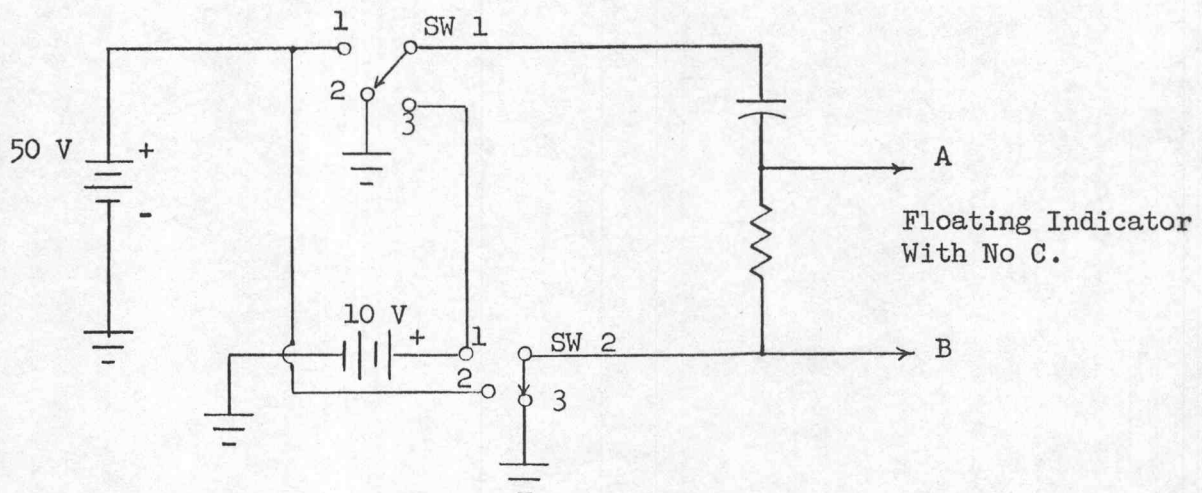 1
SW 1
2
3
50 V
+
-
A
Floating Indicator
With No C.
10 V
+
1
SW 2
2
3
B